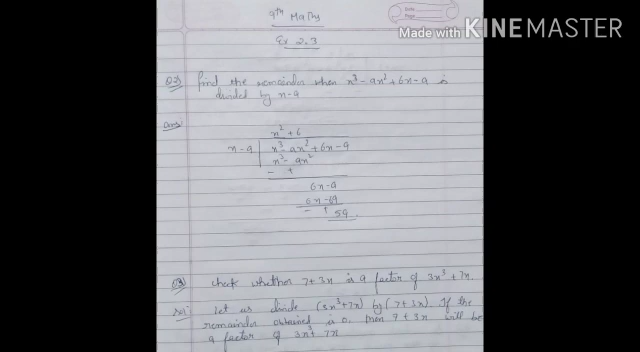 9th Maths
Date
Page
Made with KINEMASTER
Ex 2.3
Q2) find the remainder when x³ - ax² + 6x - a is
divided by x - a
Ans:-
x² + 6
x - a | x³ - ax² + 6x - a
x³ - ax²
- +
6x - a
6x - 6a
- + 5a
Q3 Check whether 7 + 3x is a factor of 3x³ + 7x.
Sol:- Let us divide (3x³ + 7x) by (7 + 3x). If the
remainder obtained is 0, then 7 + 3x will be
a factor of 3x³ + 7x